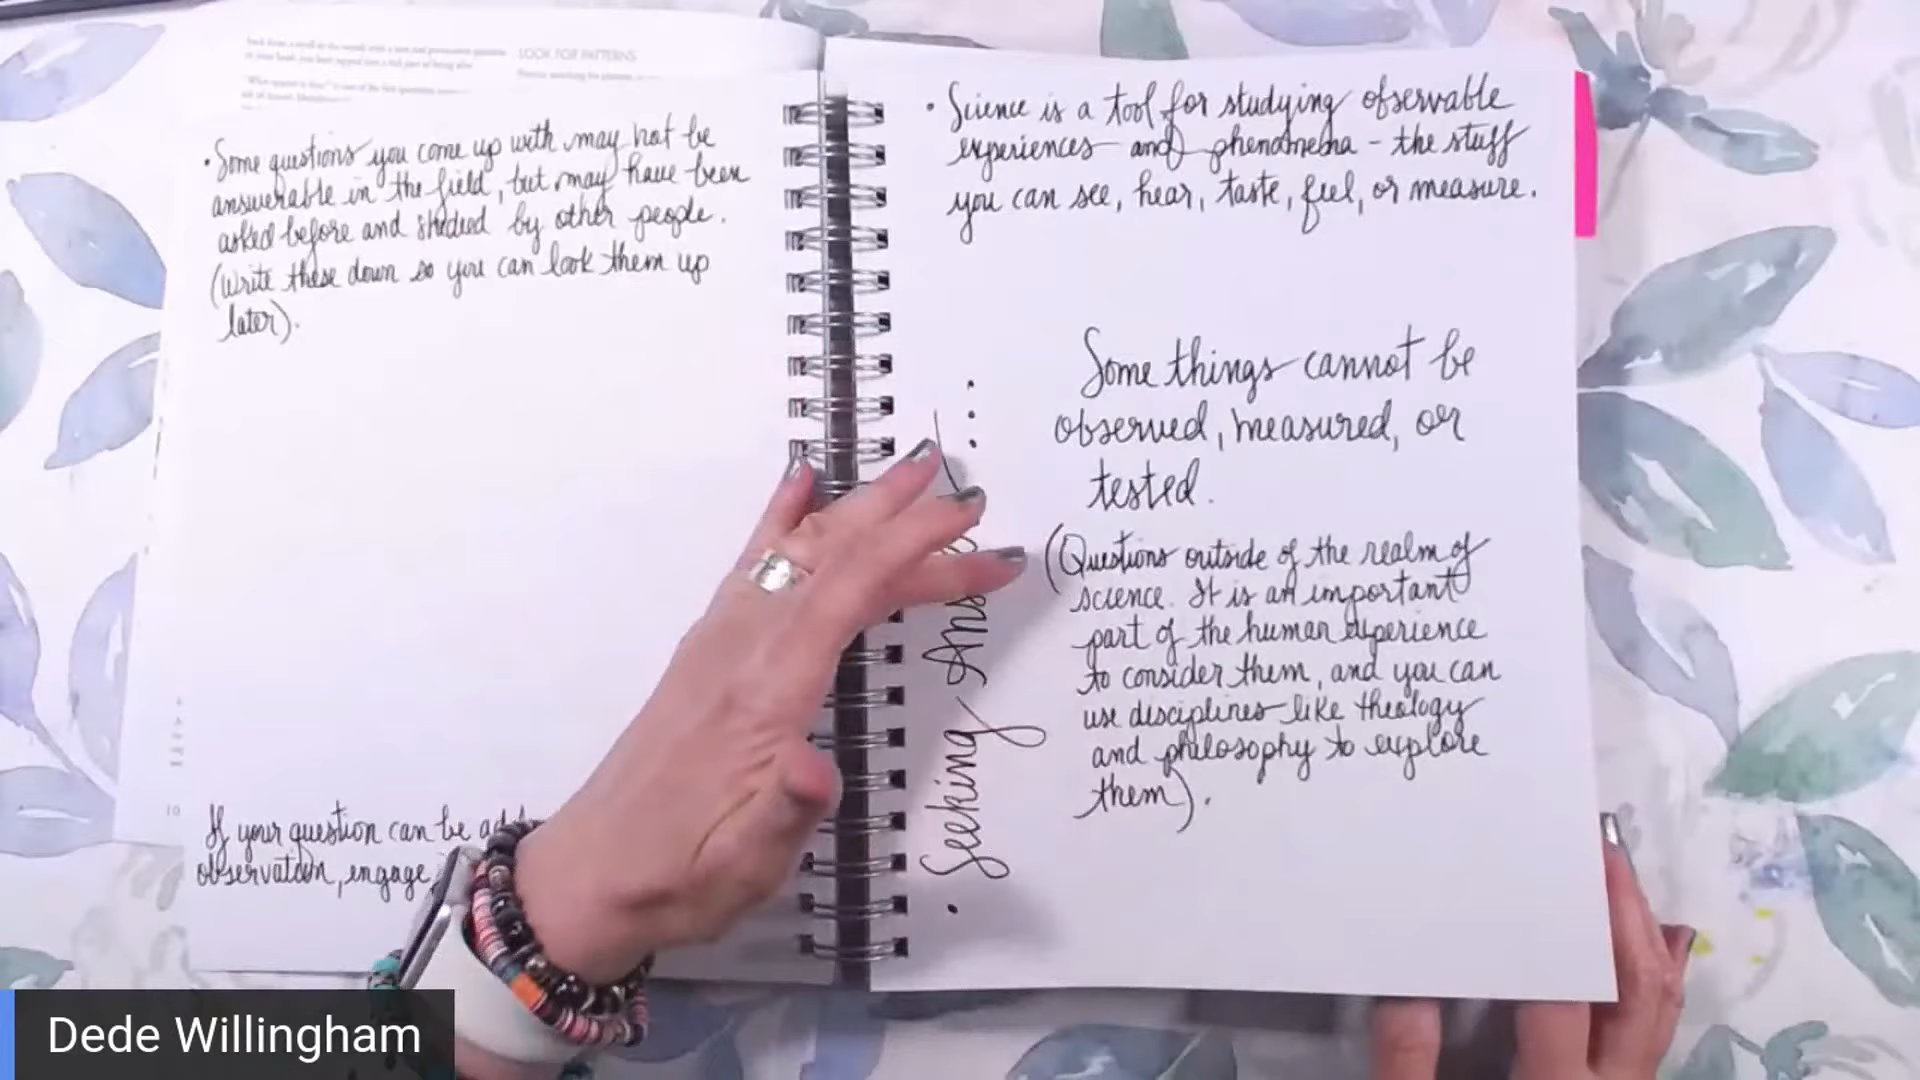 LOOK FOR PATTERNS
• Some questions you come up with may not be
answerable in the field, but may have been
asked before and studied by other people.
(Write these down so you can look them up
later).
10
If your question can be
observation, engage
• Science is a tool for studying observable
experiences and phenomena - the stuff
you can see, hear, taste, feel, or measure.
• Seeking
Some things cannot be
observed, measured, or
tested.
(Questions outside of the realm of
science. It is an important
part of the human experience
to consider them, and you can
use disciplines like theology
and philosophy to explore
them).
Dede Willingham